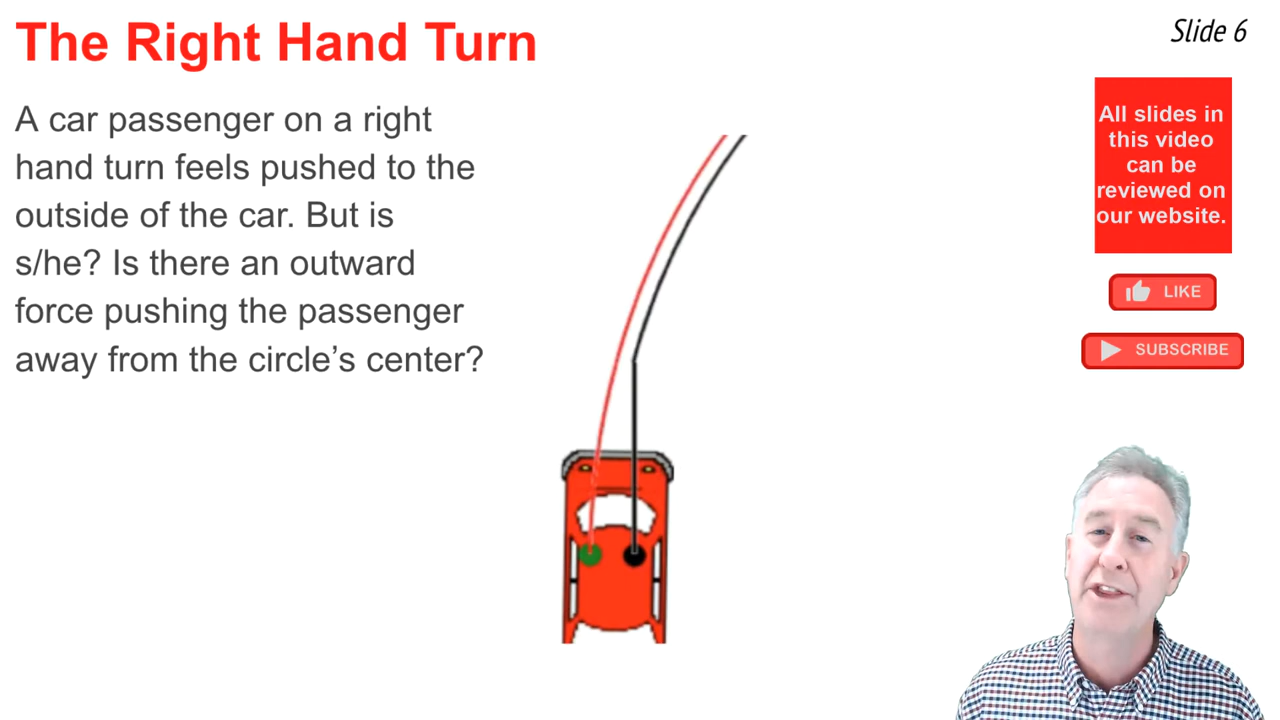 The Right Hand Turn
Slide 6
A car passenger on a right
hand turn feels pushed to the
outside of the car. But is
s/he? Is there an outward
force pushing the passenger
away from the circle’s center?
All slides in
this video
can be
reviewed on
our website.
LIKE
SUBSCRIBE